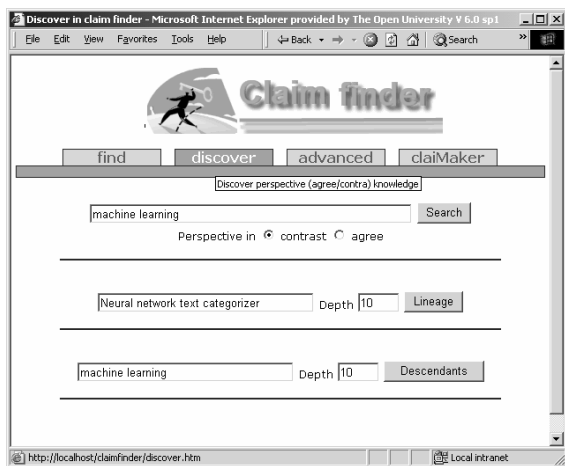 Discover in claim finder - Microsoft Internet Explorer provided by The Open University V 6.0 sp1
File Edit View Favorites Tools Help Back Search »
Claim finder
find discover advanced claiMaker
Discover perspective (agree/contra) knowledge
machine learning Search
Perspective in contrast agree
Neural network text categorizer Depth 10 Lineage
machine learning Depth 10 Descendants
http://localhost/claimfinder/discover.htm Local intranet